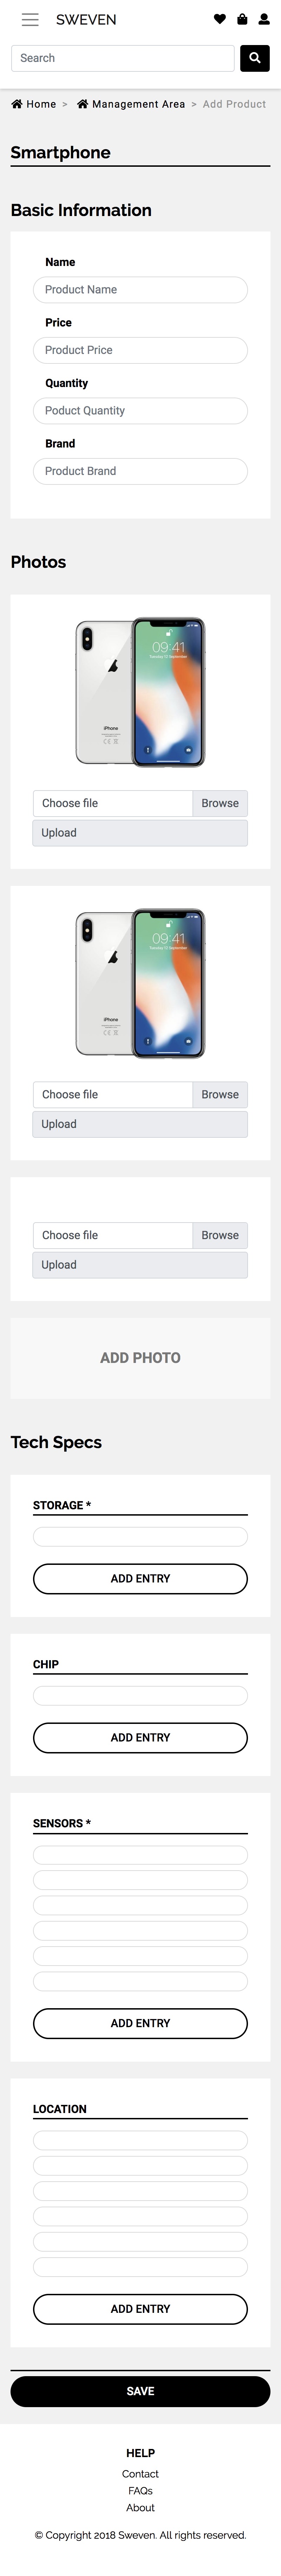 SWEVEN
Search
Home > Management Area > Add Product
Smartphone
Basic Information
Name
Product Name
Price
Product Price
Quantity
Poduct Quantity
Brand
Product Brand
Photos
09:41
iPhone
Choose file Browse
Upload
09:41
iPhone
Choose file Browse
Upload
Choose file Browse
Upload
ADD PHOTO
Tech Specs
STORAGE *
ADD ENTRY
CHIP
ADD ENTRY
SENSORS *
ADD ENTRY
LOCATION
ADD ENTRY
SAVE
HELP
Contact
FAQs
About
© Copyright 2018 Sweven. All rights reserved.